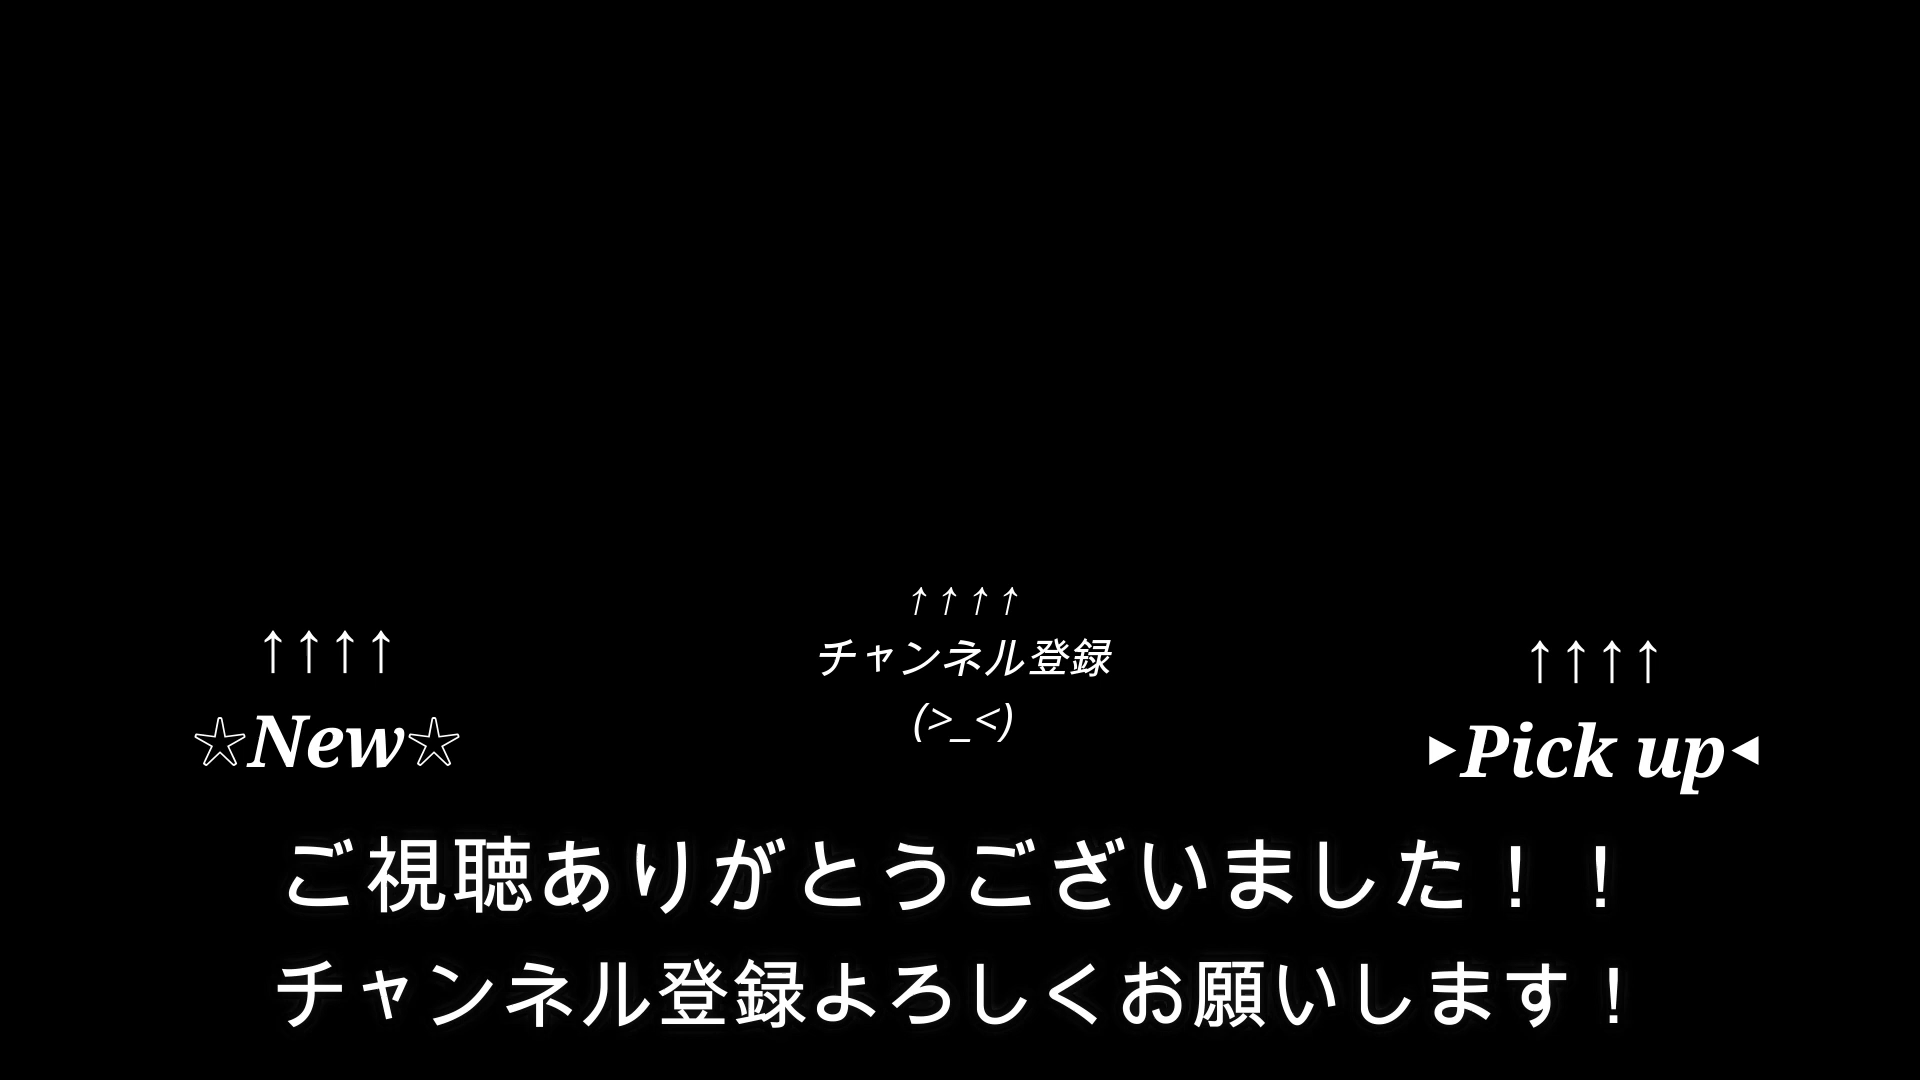 ↑↑↑↑
☆New☆
↑↑↑↑
チャンネル登録
(>_<)
↑↑↑↑
▶Pick up◀
ご視聴ありがとうございました！！
チャンネル登録よろしくお願いします！